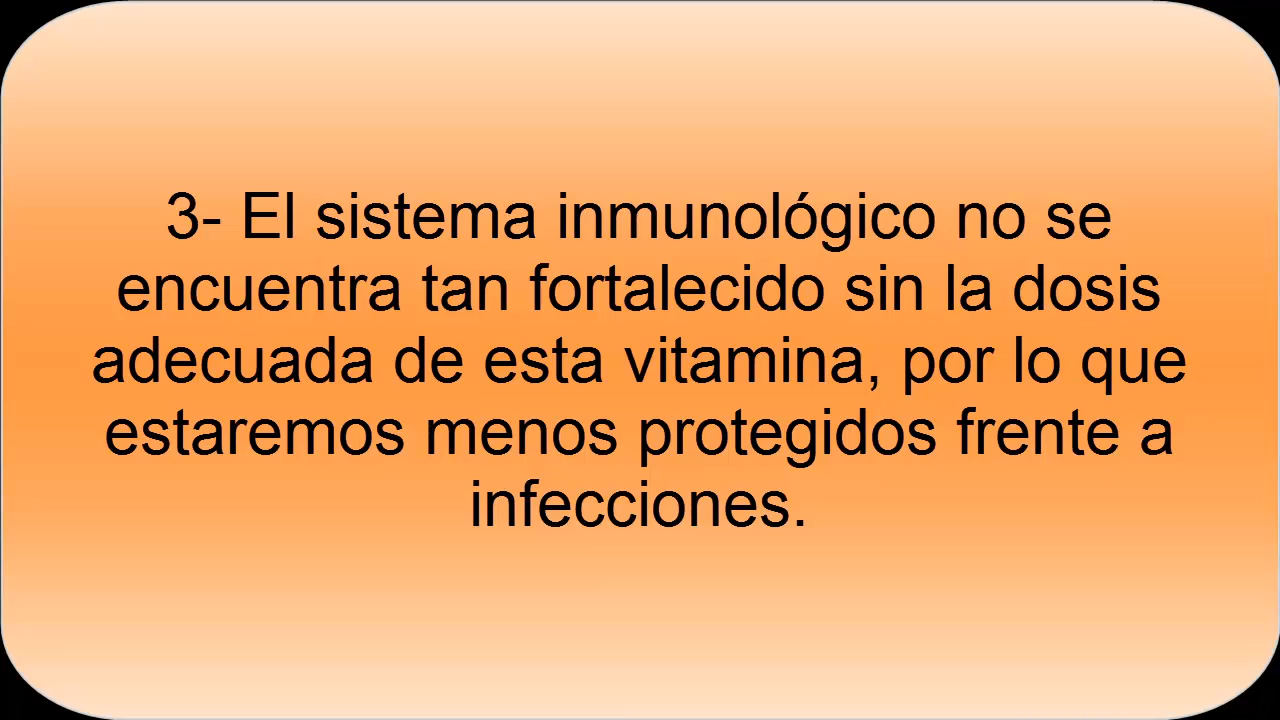 3- El sistema inmunológico no se
encuentra tan fortalecido sin la dosis
adecuada de esta vitamina, por lo que
estaremos menos protegidos frente a
infecciones.